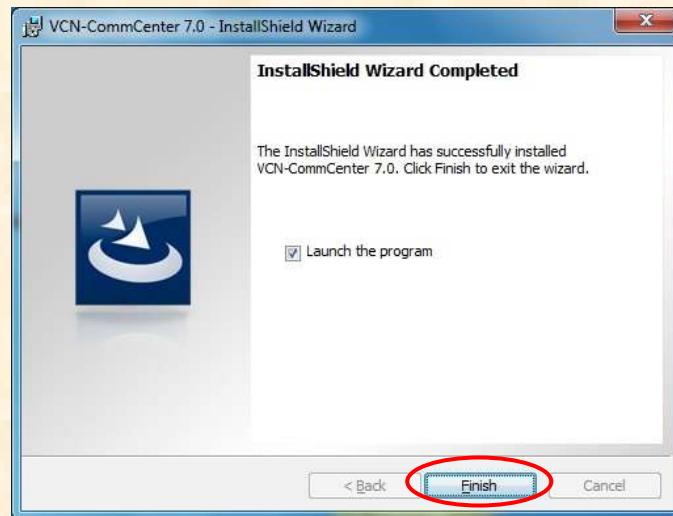 VCN-CommCenter 7.0 - InstallShield Wizard
InstallShield Wizard Completed
The InstallShield Wizard has successfully installed
VCN-CommCenter 7.0. Click Finish to exit the wizard.
Launch the program
< Back
Finish
Cancel